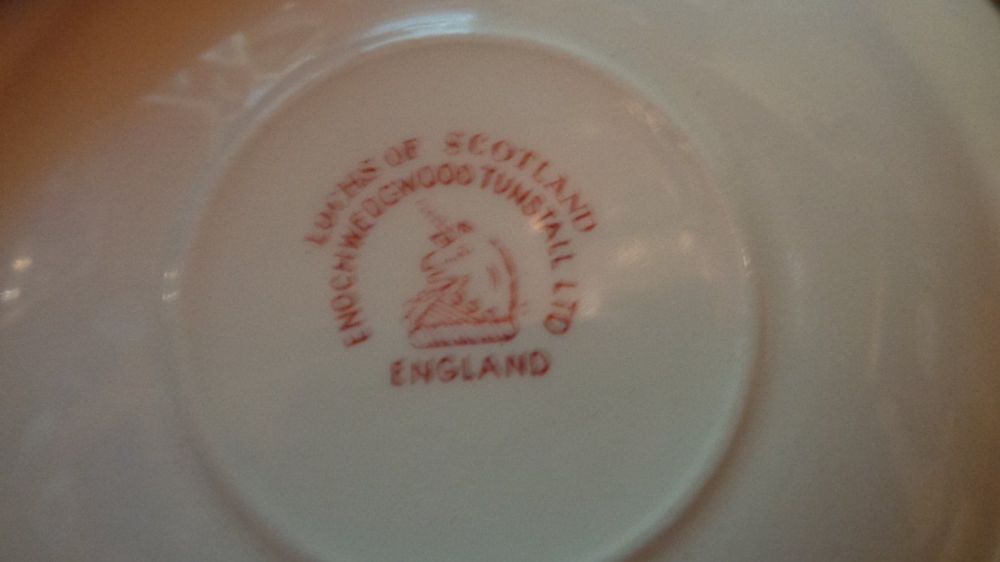 LOCHS OF SCOTLAND
ENOCH WEDGWOOD TUNSTALL LTD
ENGLAND